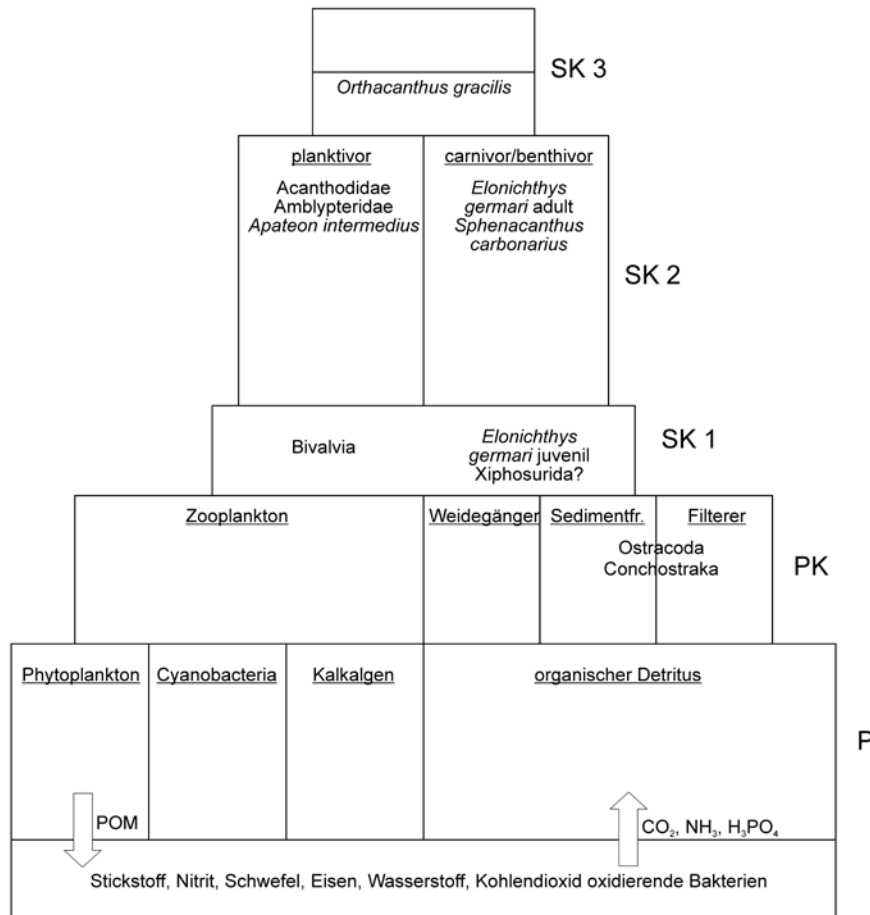 SK 3
Orthacanthus gracilis
planktivor
carnivor/benthivor
Acanthodidae
Amblypteridae
Apateon intermedius
Elonichthys
germari adult
Sphenacanthus
carbonarius
SK 2
Bivalvia
Elonichthys
germari juvenil
Xiphosurida?
SK 1
Zooplankton
Weidegänger
Sedimentfr.
Filterer
Ostracoda
Conchostraka
PK
Phytoplankton
Cyanobacteria
Kalkalgen
organischer Detritus
P
POM
CO₂, NH₃, H₃PO₄
Stickstoff, Nitrit, Schwefel, Eisen, Wasserstoff, Kohlendioxid oxidierende Bakterien